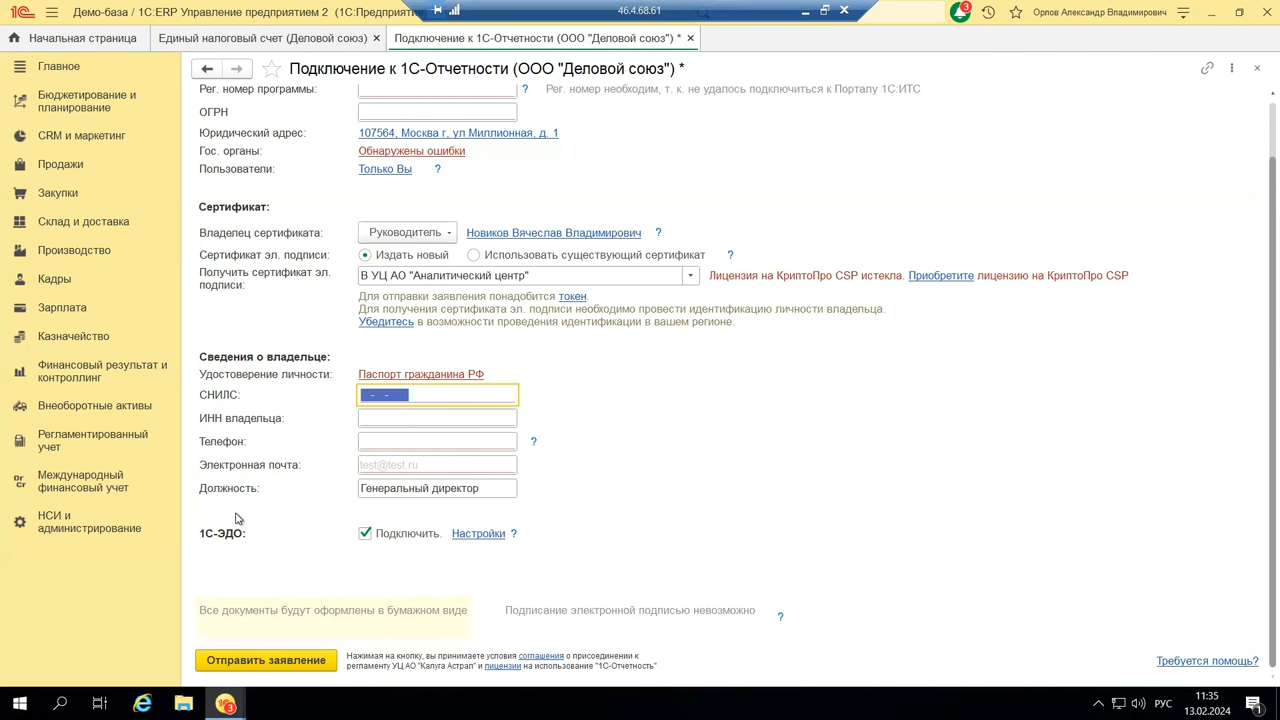 Демо-база / 1С:ERP Управление предприятием 2 (1С:Предприятие
46.4.68.61
3
Орлов Александр Владимирович
Начальная страница
Единый налоговый счет (Деловой союз) ×
Подключение к 1С-Отчетности (ООО "Деловой союз") * ×
Главное
Бюджетирование и
планирование
CRM и маркетинг
Продажи
Закупки
Склад и доставка
Производство
Кадры
Зарплата
Казначейство
Финансовый результат и
контроллинг
Внеоборотные активы
Регламентированный
учет
Международный
финансовый учет
НСИ и
администрирование
Подключение к 1С-Отчетности (ООО "Деловой союз") *
Рег. номер программы: ? Рег. номер необходим, т. к. не удалось подключиться к Порталу 1С:ИТС
ОГРН
Юридический адрес: 107564, Москва г, ул Миллионная, д. 1
Гос. органы: Обнаружены ошибки
Пользователи: Только Вы ?
Сертификат:
Владелец сертификата: Руководитель Новиков Вячеслав Владимирович ?
Сертификат эл. подписи: Издать новый Использовать существующий сертификат ?
Получить сертификат эл.
подписи:
В УЦ АО "Аналитический центр" Лицензия на КриптоПро CSP истекла. Приобретите лицензию на КриптоПро CSP
Для отправки заявления понадобится токен.
Для получения сертификата эл. подписи необходимо провести идентификацию личности владельца.
Убедитесь в возможности проведения идентификации в вашем регионе.
Сведения о владельце:
Удостоверение личности: Паспорт гражданина РФ
СНИЛС: - -
ИНН владельца:
Телефон: ?
Электронная почта: test@test.ru
Должность: Генеральный директор
1С-ЭДО: Подключить. Настройки ?
Все документы будут оформлены в бумажном виде Подписание электронной подписью невозможно ?
Отправить заявление
Нажимая на кнопку, вы принимаете условия соглашения о присоединении к
регламенту УЦ АО "Калуга Астрал" и лицензии на использование "1С-Отчетность"
Требуется помощь?
3
РУС
11:35
13.02.2024
1